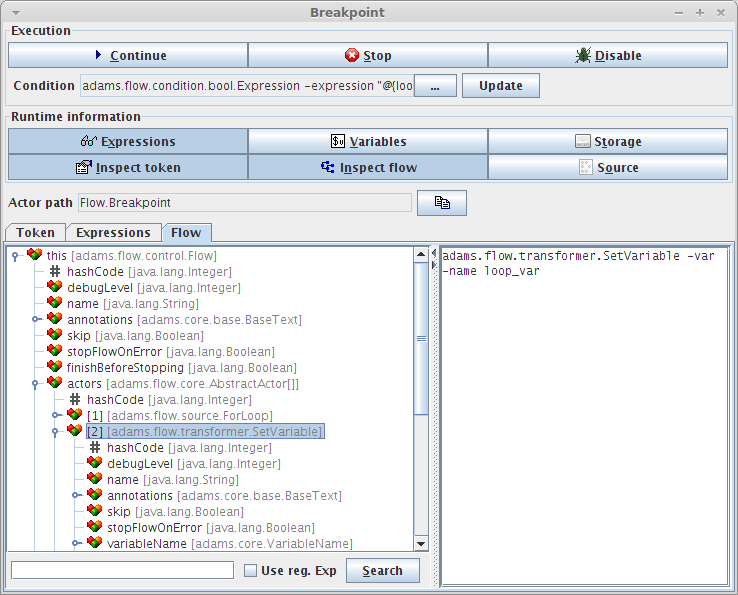 Breakpoint
Execution
Continue
Stop
Disable
Condition adams.flow.condition.bool.Expression -expression "@{loo ... Update
Runtime information
Expressions
Variables
Storage
Inspect token
Inspect flow
Source
Actor path Flow.Breakpoint
Token Expressions Flow
this [adams.flow.control.Flow]
# hashCode [java.lang.Integer]
debugLevel [java.lang.Integer]
name [java.lang.String]
annotations [adams.core.base.BaseText]
skip [java.lang.Boolean]
stopFlowOnError [java.lang.Boolean]
finishBeforeStopping [java.lang.Boolean]
actors [adams.flow.core.AbstractActor[]]
# hashCode [java.lang.Integer]
[1] [adams.flow.source.ForLoop]
[2] [adams.flow.transformer.SetVariable]
# hashCode [java.lang.Integer]
debugLevel [java.lang.Integer]
name [java.lang.String]
annotations [adams.core.base.BaseText]
skip [java.lang.Boolean]
stopFlowOnError [java.lang.Boolean]
variableName [adams.core.VariableName]
Use reg. Exp Search
adams.flow.transformer.SetVariable -var
-name loop_var